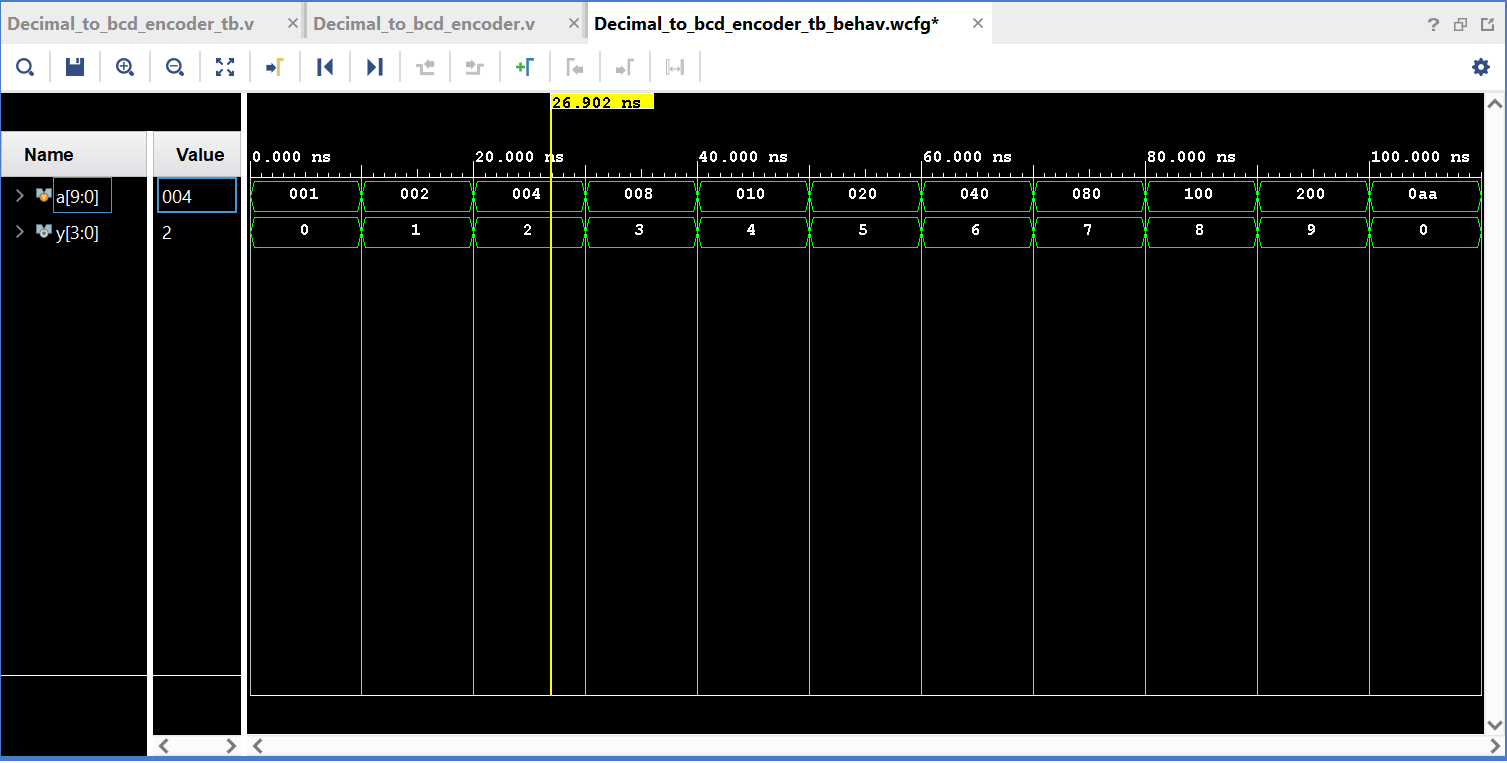 Decimal_to_bcd_encoder_tb.v × Decimal_to_bcd_encoder.v × Decimal_to_bcd_encoder_tb_behav.wcfg* × ?
26.902 ns
Name Value 0.000 ns 20.000 ns 40.000 ns 60.000 ns 80.000 ns 100.000 ns
a[9:0] 004 001 002 004 008 010 020 040 080 100 200 0aa
y[3:0] 2 0 1 2 3 4 5 6 7 8 9 0